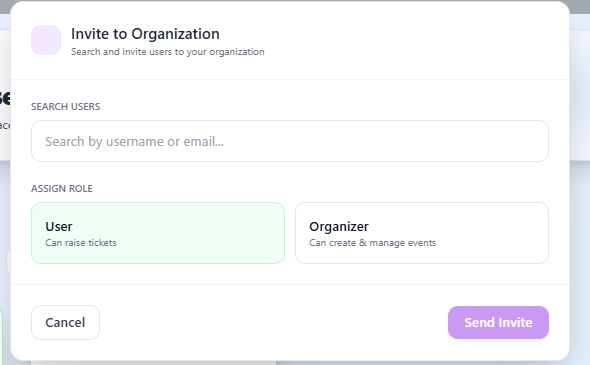 Invite to Organization
Search and invite users to your organization
SEARCH USERS
Search by username or email...
ASSIGN ROLE
User
Can raise tickets
Organizer
Can create & manage events
Cancel
Send Invite